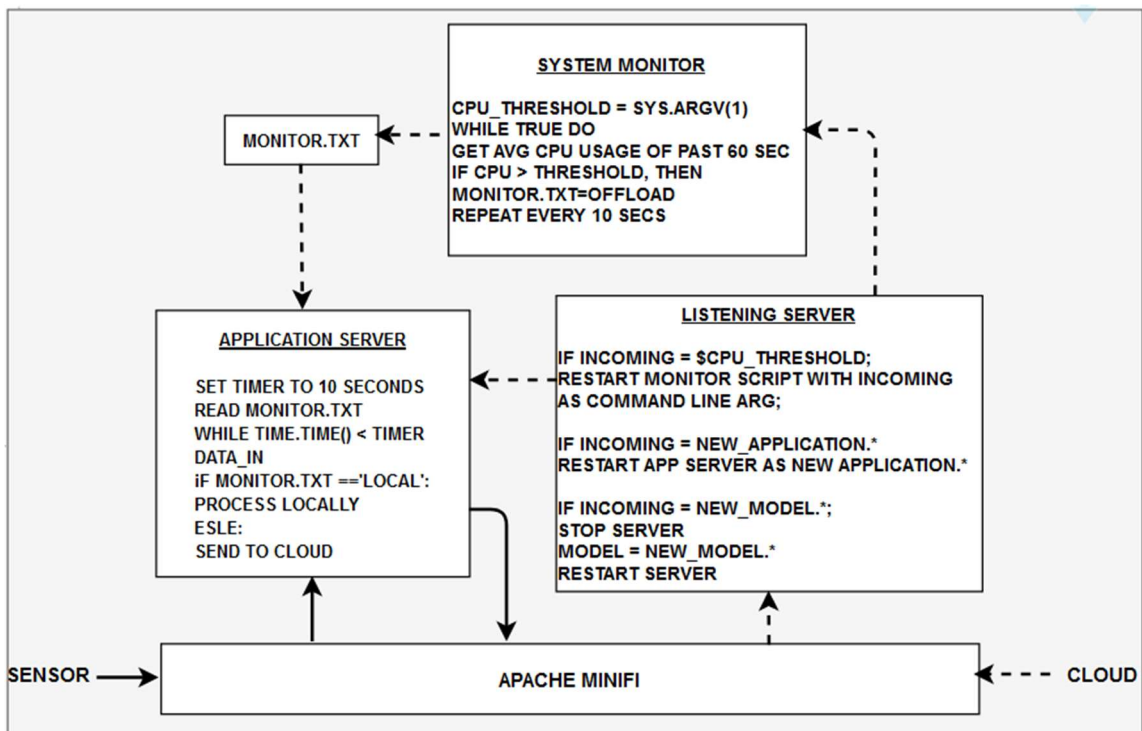 SYSTEM MONITOR
CPU_THRESHOLD = SYS.ARGV(1)
WHILE TRUE DO
GET AVG CPU USAGE OF PAST 60 SEC
IF CPU > THRESHOLD, THEN
MONITOR.TXT=OFFLOAD
REPEAT EVERY 10 SECS
MONITOR.TXT
APPLICATION SERVER
SET TIMER TO 10 SECONDS
READ MONITOR.TXT
WHILE TIME.TIME() < TIMER
DATA_IN
iF MONITOR.TXT =='LOCAL':
PROCESS LOCALLY
ESLE:
SEND TO CLOUD
LISTENING SERVER
IF INCOMING = $CPU_THRESHOLD;
RESTART MONITOR SCRIPT WITH INCOMING
AS COMMAND LINE ARG;
IF INCOMING = NEW_APPLICATION.*
RESTART APP SERVER AS NEW APPLICATION.*
IF INCOMING = NEW_MODEL.*;
STOP SERVER
MODEL = NEW_MODEL.*
RESTART SERVER
SENSOR
APACHE MINIFI
CLOUD